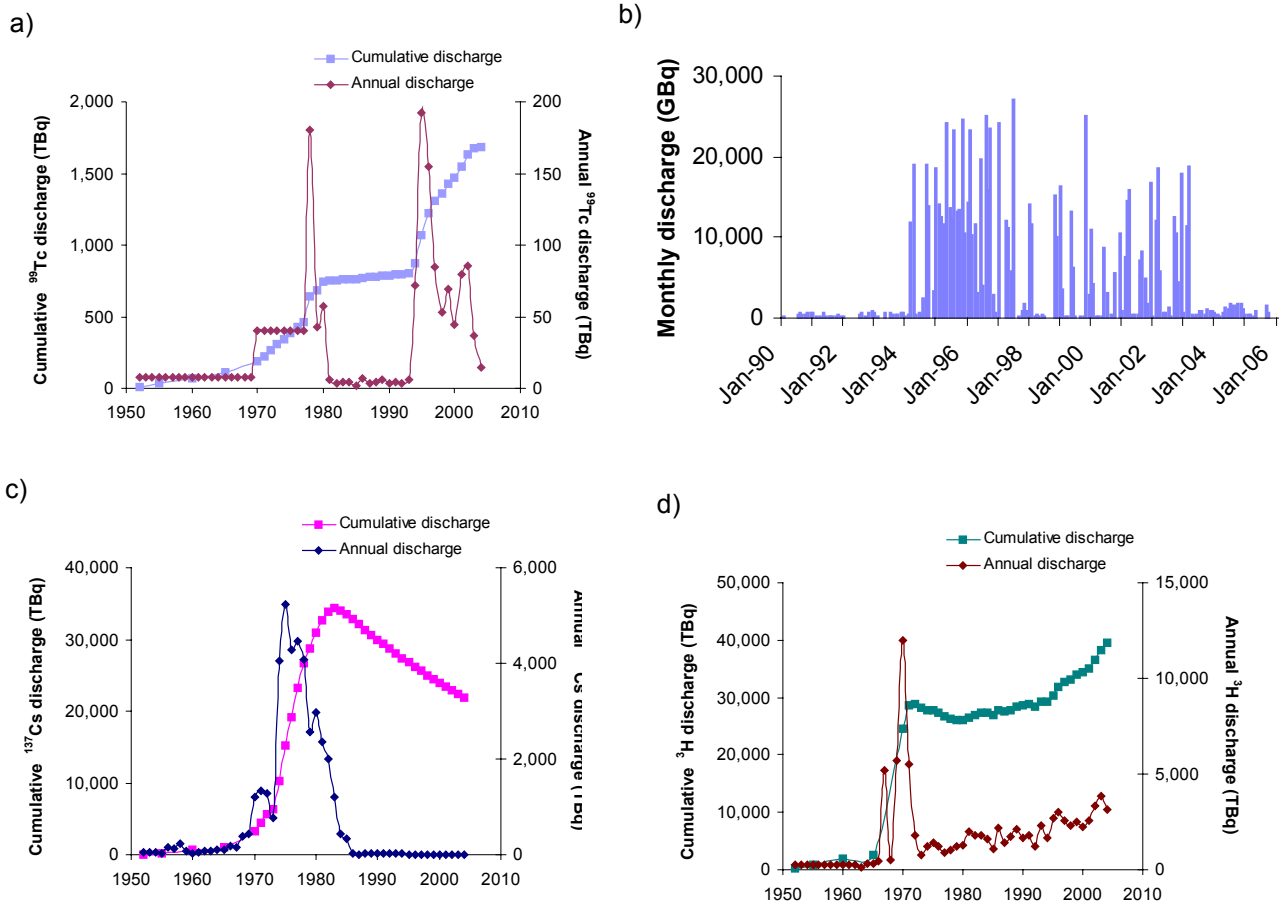 a)
Cumulative discharge
Annual discharge
Cumulative ⁹⁹Tc discharge (TBq)
2,000
1,500
1,000
500
0
200
150
100
50
0
Annual ⁹⁹Tc discharge
(TBq)
1950 1960 1970 1980 1990 2000 2010
b)
Monthly discharge (GBq)
30,000
20,000
10,000
0
Jan-90
Jan-92
Jan-94
Jan-96
Jan-98
Jan-00
Jan-02
Jan-04
Jan-06
c)
Cumulative discharge
Annual discharge
Cumulative ¹³⁷Cs discharge (TBq)
40,000
30,000
20,000
10,000
0
6,000
4,000
2,000
0
Annual Cs discharge
(TBq)
1950 1960 1970 1980 1990 2000 2010
d)
Cumulative discharge
Annual discharge
Cumulative ³H discharge (TBq)
50,000
40,000
30,000
20,000
10,000
0
15,000
10,000
5,000
0
Annual ³H discharge
(TBq)
1950 1960 1970 1980 1990 2000 2010